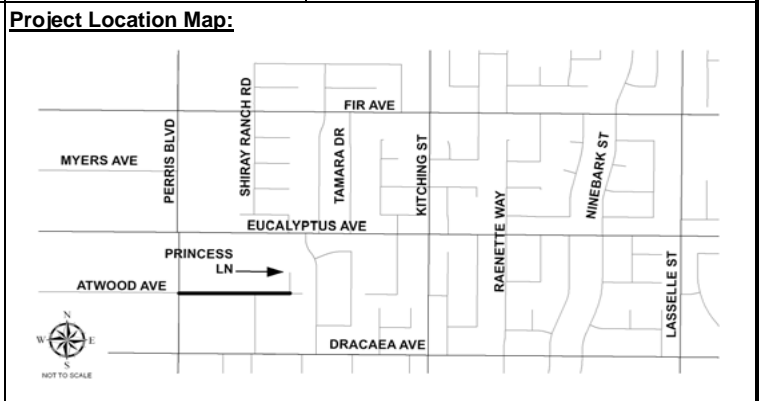 Project Location Map:
FIR AVE
SHIRAY RANCH RD
PERRIS BLVD
TAMARA DR
KITCHING ST
NINEBARK ST
MYERS AVE
RAENETTE WAY
EUCALYPTUS AVE
PRINCESS
LN
LASSELLE ST
ATWOOD AVE
N
W
E
S
DRACAEA AVE
NOT TO SCALE